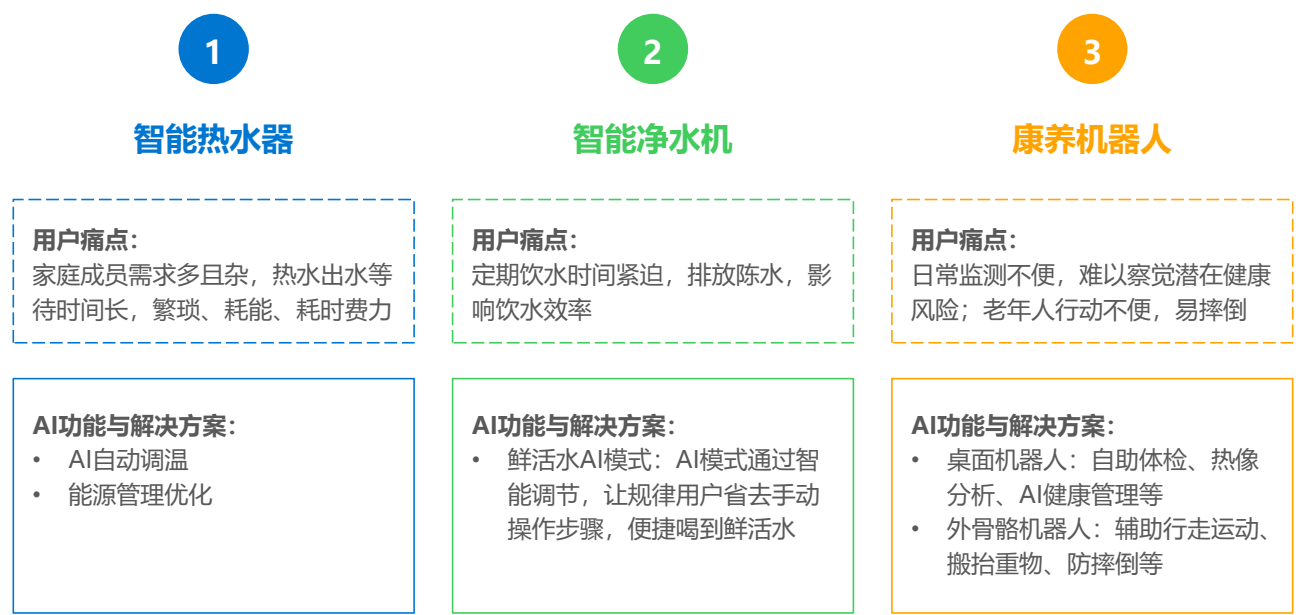 1
智能热水器
用户痛点：
家庭成员需求多且杂，热水出水等
待时间长，繁琐、耗能、耗时费力
AI功能与解决方案：
• AI自动调温
• 能源管理优化
2
智能净水机
用户痛点：
定期饮水时间紧迫，排放陈水，影
响饮水效率
AI功能与解决方案：
• 鲜活水AI模式：AI模式通过智
能调节，让规律用户省去手动
操作步骤，便捷喝到鲜活水
3
康养机器人
用户痛点：
日常监测不便，难以察觉潜在健康
风险；老年人行动不便，易摔倒
AI功能与解决方案：
• 桌面机器人：自助体检、热像
分析、AI健康管理等
• 外骨骼机器人：辅助行走运动、
搬抬重物、防摔倒等